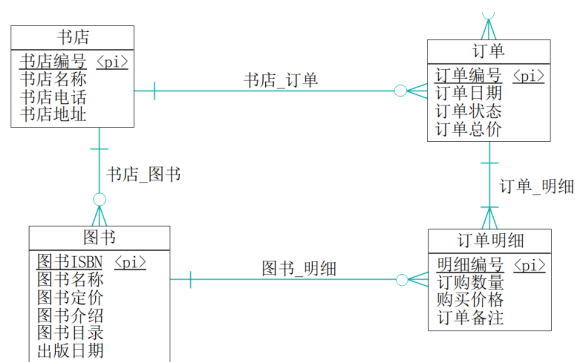 书店
书店编号 <pi>
书店名称
书店电话
书店地址
书店_订单
订单
订单编号 <pi>
订单日期
订单状态
订单总价
书店_图书
订单_明细
图书
图书ISBN <pi>
图书名称
图书定价
图书介绍
图书目录
出版日期
图书_明细
订单明细
明细编号 <pi>
订购数量
购买价格
订单备注